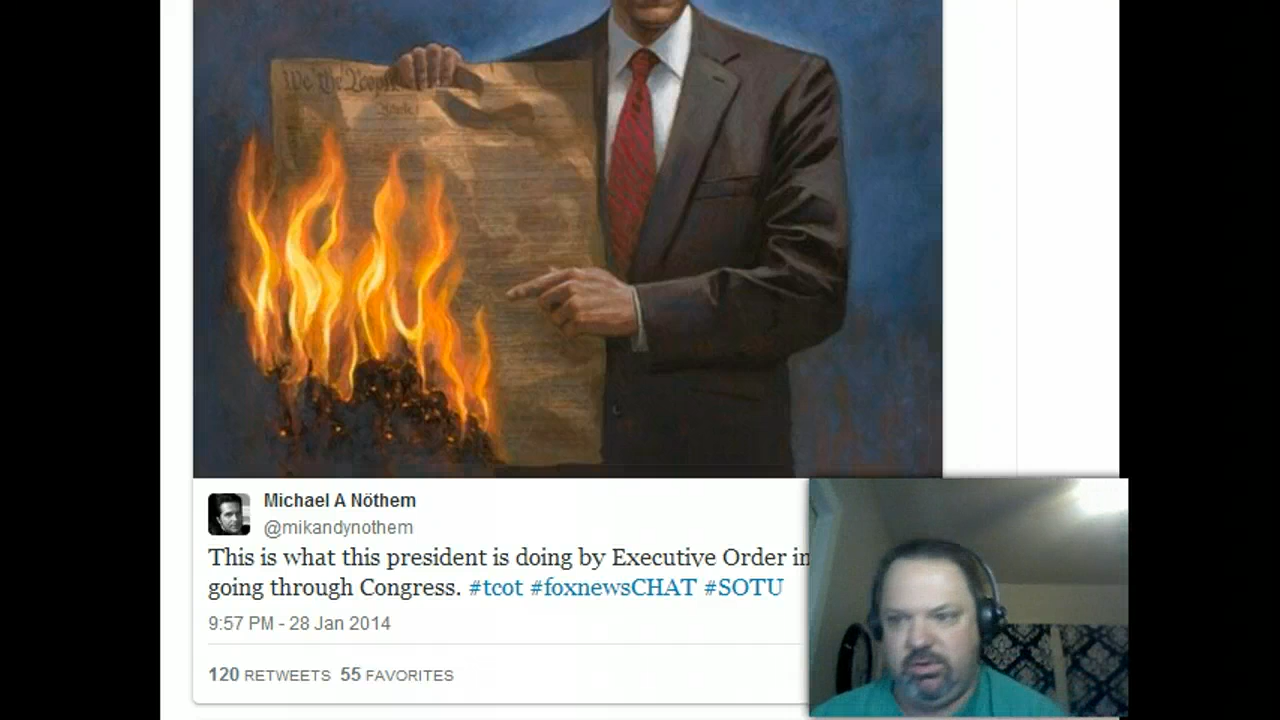 We the People
Michael A Nöthem
@mikandynothem
This is what this president is doing by Executive Order in
going through Congress. #tcot #foxnewsCHAT #SOTU
9:57 PM - 28 Jan 2014
120 RETWEETS 55 FAVORITES